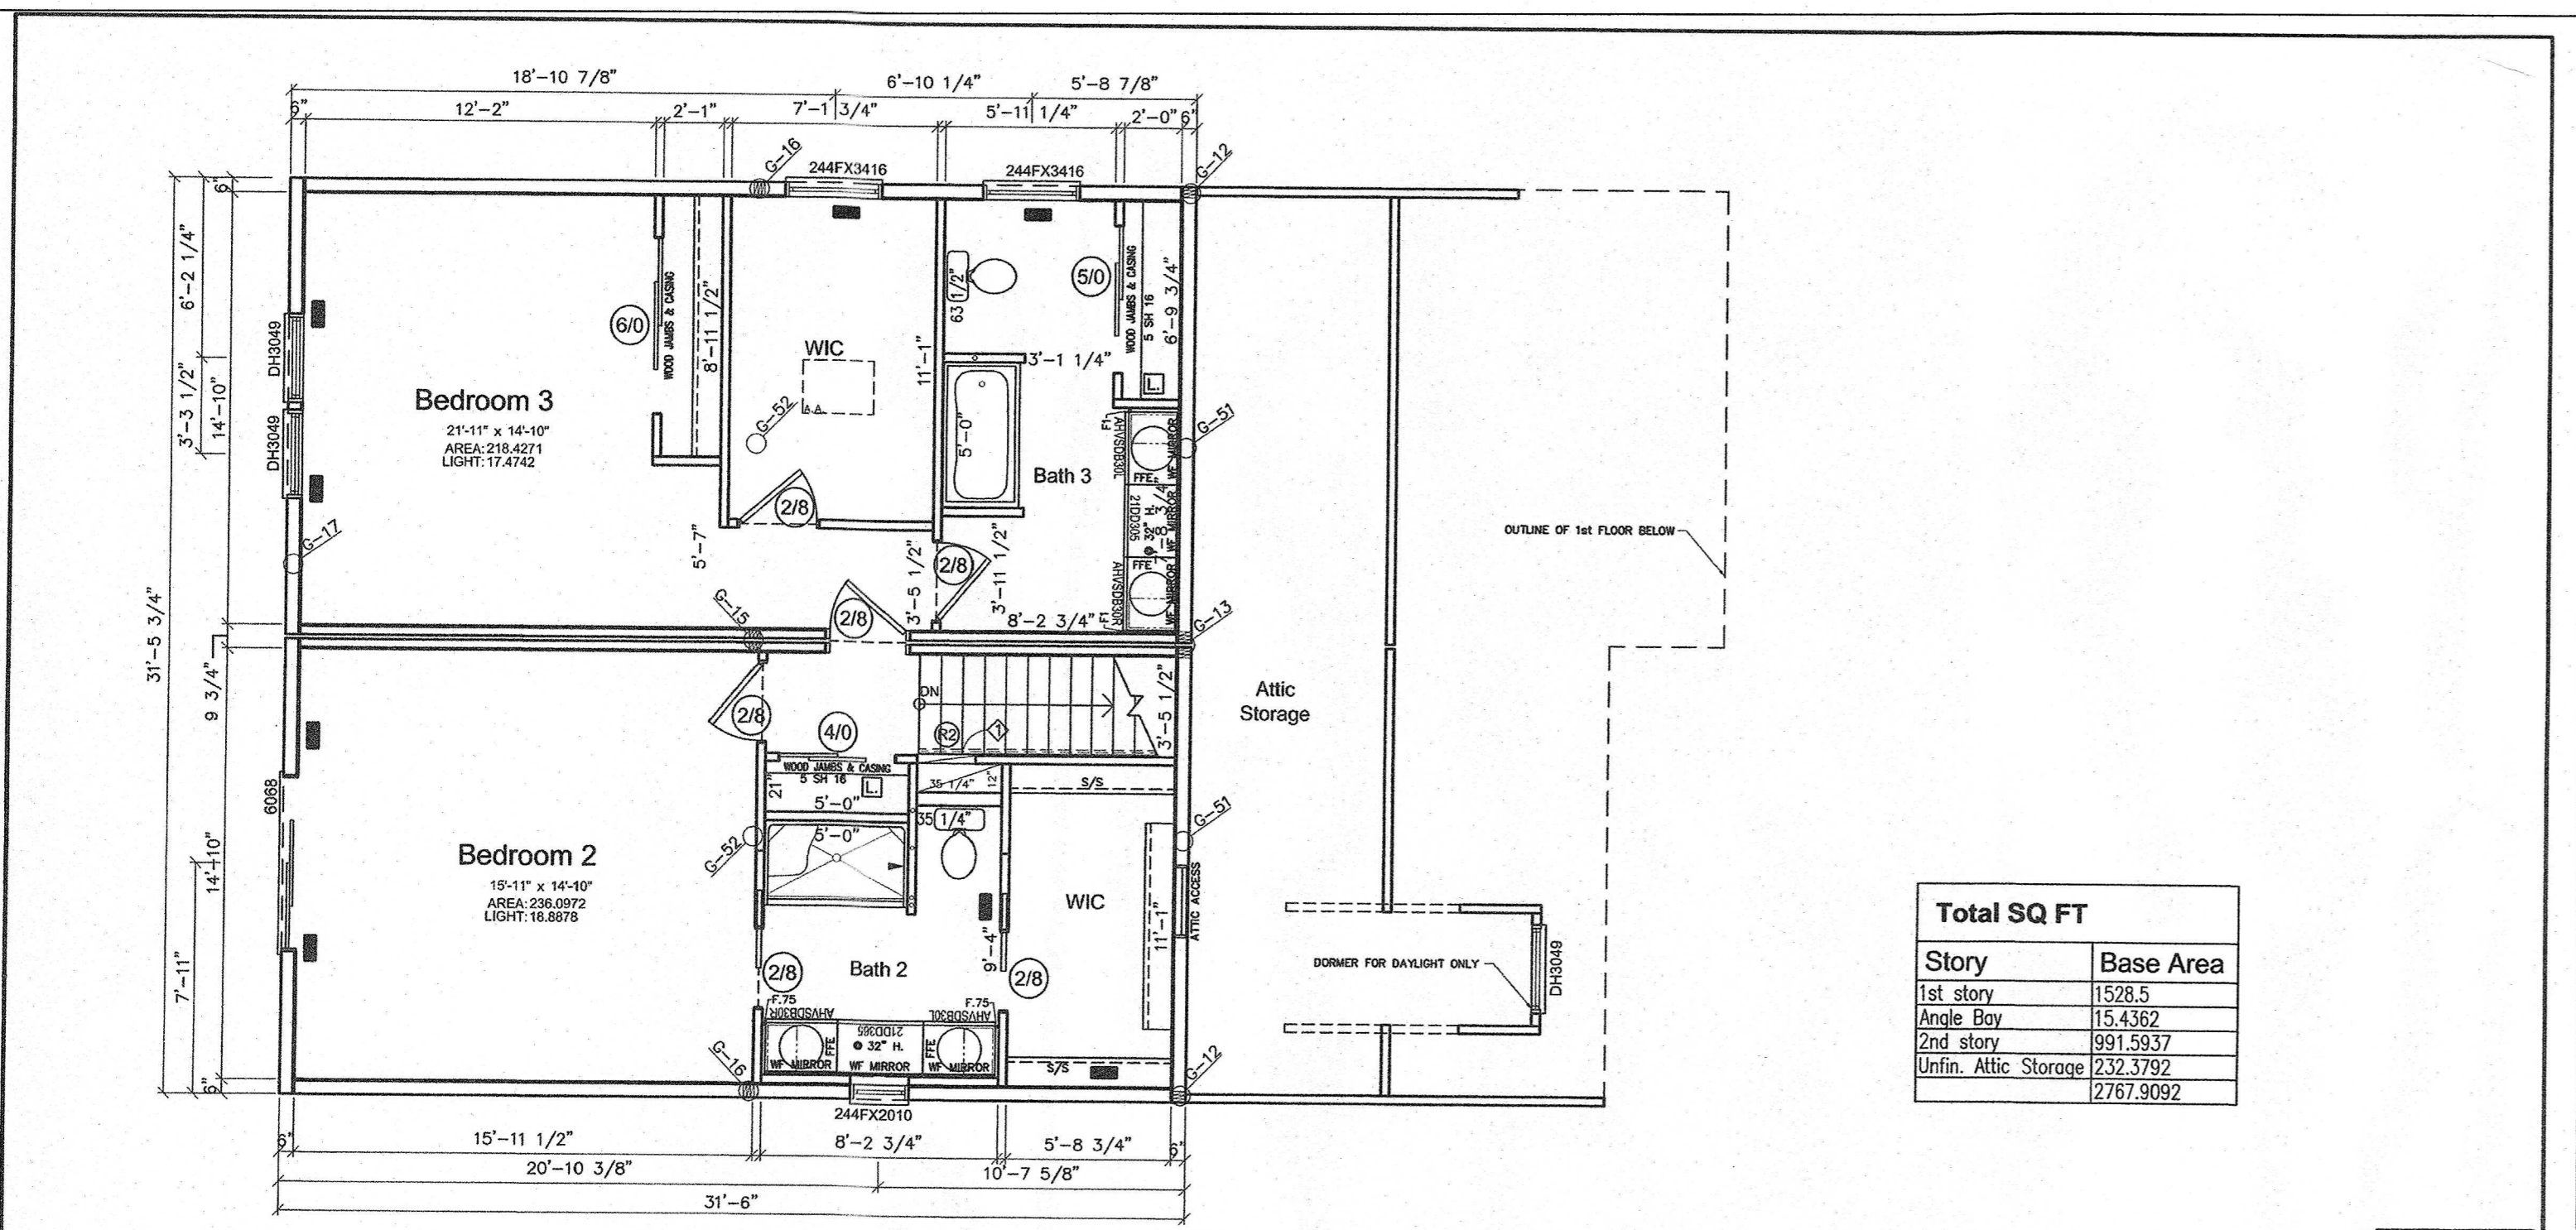 18'-10 7/8"
6'-10 1/4"
5'-8 7/8"
6"
12'-2"
2'-1"
7'-1 3/4"
5'-11 1/4"
2'-0"
6"
G-16
244FX3416
244FX3416
G-12
6"
6'-2 1/4"
3'-3 1/2"
14'-10"
31'-5 3/4"
9 3/4"
14'-10"
7'-11"
6"
DH3049
DH3049
G-17
6068
Bedroom 3
21'-11" x 14'-10"
AREA: 218.4271
LIGHT: 17.4742
6/0
WOOD JAMBS & CASING
8'-11 1/2"
WIC
A.A.
G-52
11'-1"
2/8
5'-7"
63 1/2"
5/0
WOOD JAMBS & CASING
5 SH 16
6'-9 3/4"
L.
3'-1 1/4"
5'-0"
Bath 3
F1
AHVSDB30L
FFE
WF MIRROR
21DD3605
@ 32" H.
7'-8 3/4"
WF MIRROR
FFE
AHVSDB30R
F1
WF MIRROR
G-51
3'-5 1/2"
2/8
3'-11 1/2"
8'-2 3/4"
G-13
G-15
2/8
2/8
DN
R2
1
3'-5 1/2"
4/0
WOOD JAMBS & CASING
5 SH 16
21"
L.
5'-0"
35 1/4"
12"
S/S
35 1/4"
5'-0"
G-52
Bedroom 2
15'-11" x 14'-10"
AREA: 236.0972
LIGHT: 18.8878
WIC
11'-1"
G-51
ATTIC ACCESS
9'-4"
Bath 2
2/8
2/8
F.75
AHVSDB30R
21DD365
AHVSDB30L
F.75
FFE
@ 32" H.
FFE
WF MIRROR
WF MIRROR
WF MIRROR
S/S
G-16
G-12
244FX2010
Attic
Storage
OUTLINE OF 1st FLOOR BELOW
DORMER FOR DAYLIGHT ONLY
DH3049
Total SQ FT
Story Base Area
1st story 1528.5
Angle Bay 15.4362
2nd story 991.5937
Unfin. Attic Storage 232.3792
2767.9092
6"
15'-11 1/2"
8'-2 3/4"
5'-8 3/4"
6"
20'-10 3/8"
10'-7 5/8"
31'-6"